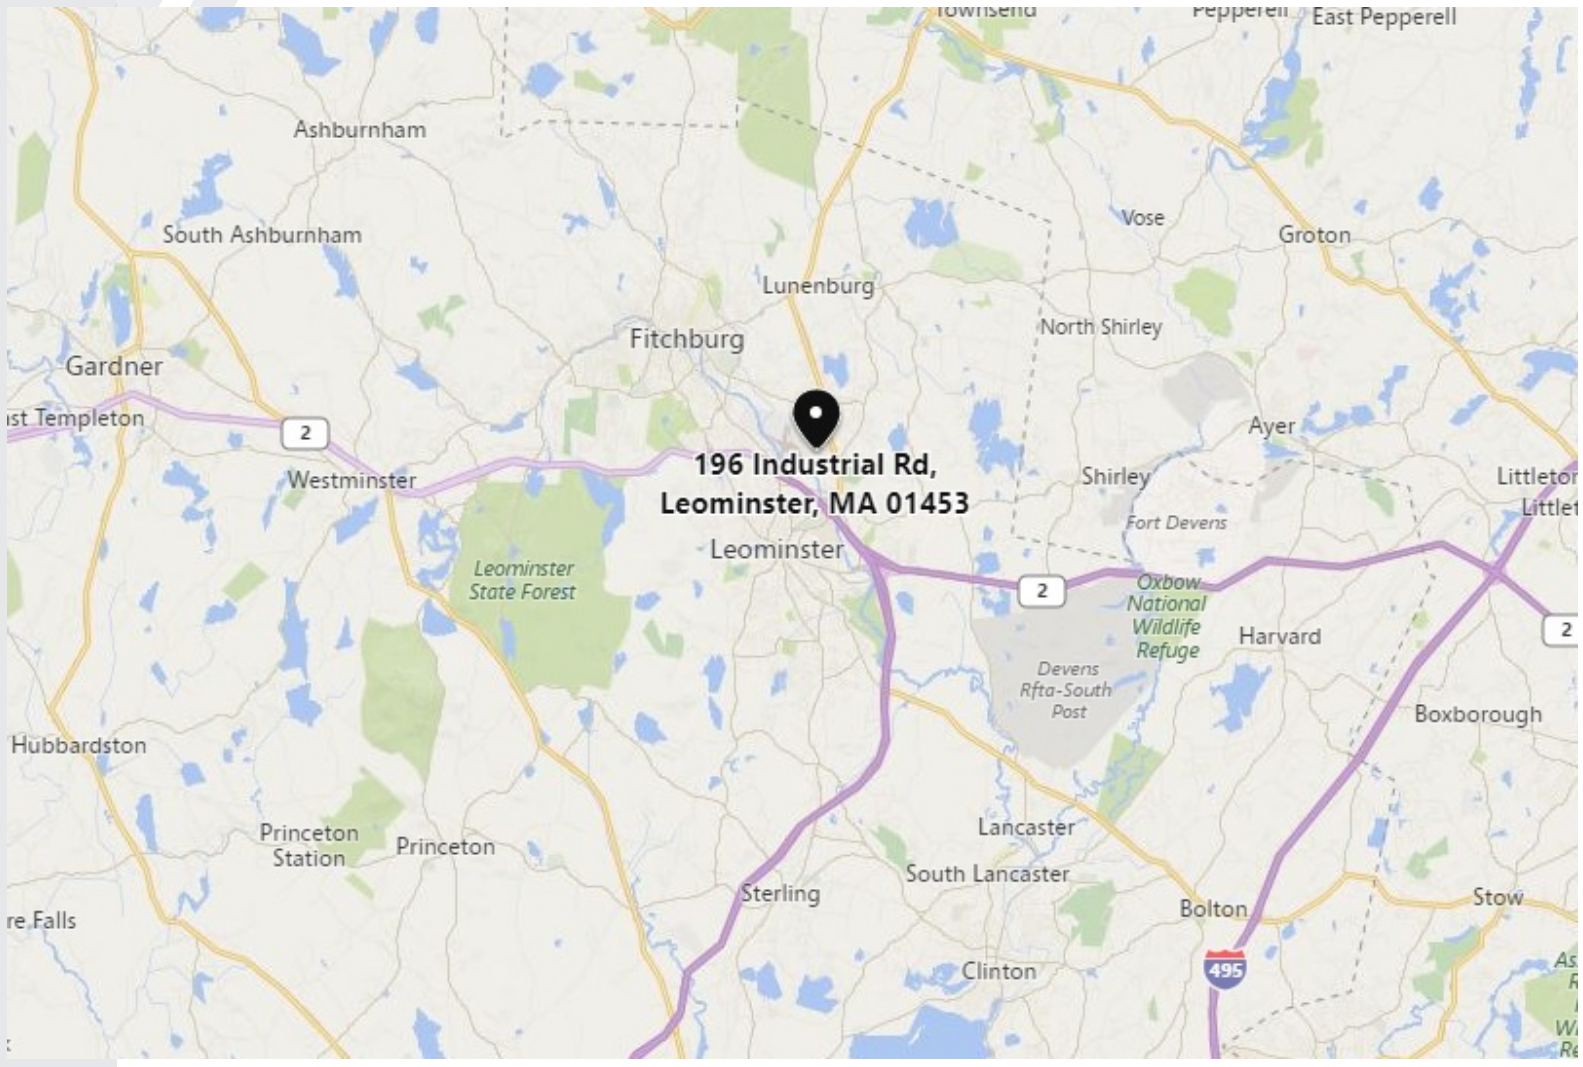 Townsend
Pepperell
East Pepperell
Ashburnham
Vose
South Ashburnham
Groton
Lunenburg
North Shirley
Fitchburg
Gardner
st Templeton
2
Ayer
196 Industrial Rd,
Leominster, MA 01453
Westminster
Shirley
Littleton
Littlet
Fort Devens
Leominster
Leominster
State Forest
2
Oxbow
National
Wildlife
Refuge
2
Harvard
Devens
Rfta-South
Post
Boxborough
Hubbardston
Princeton
Station
Princeton
Lancaster
South Lancaster
Sterling
Bolton
Stow
re Falls
Clinton
495
As
R
W
Re